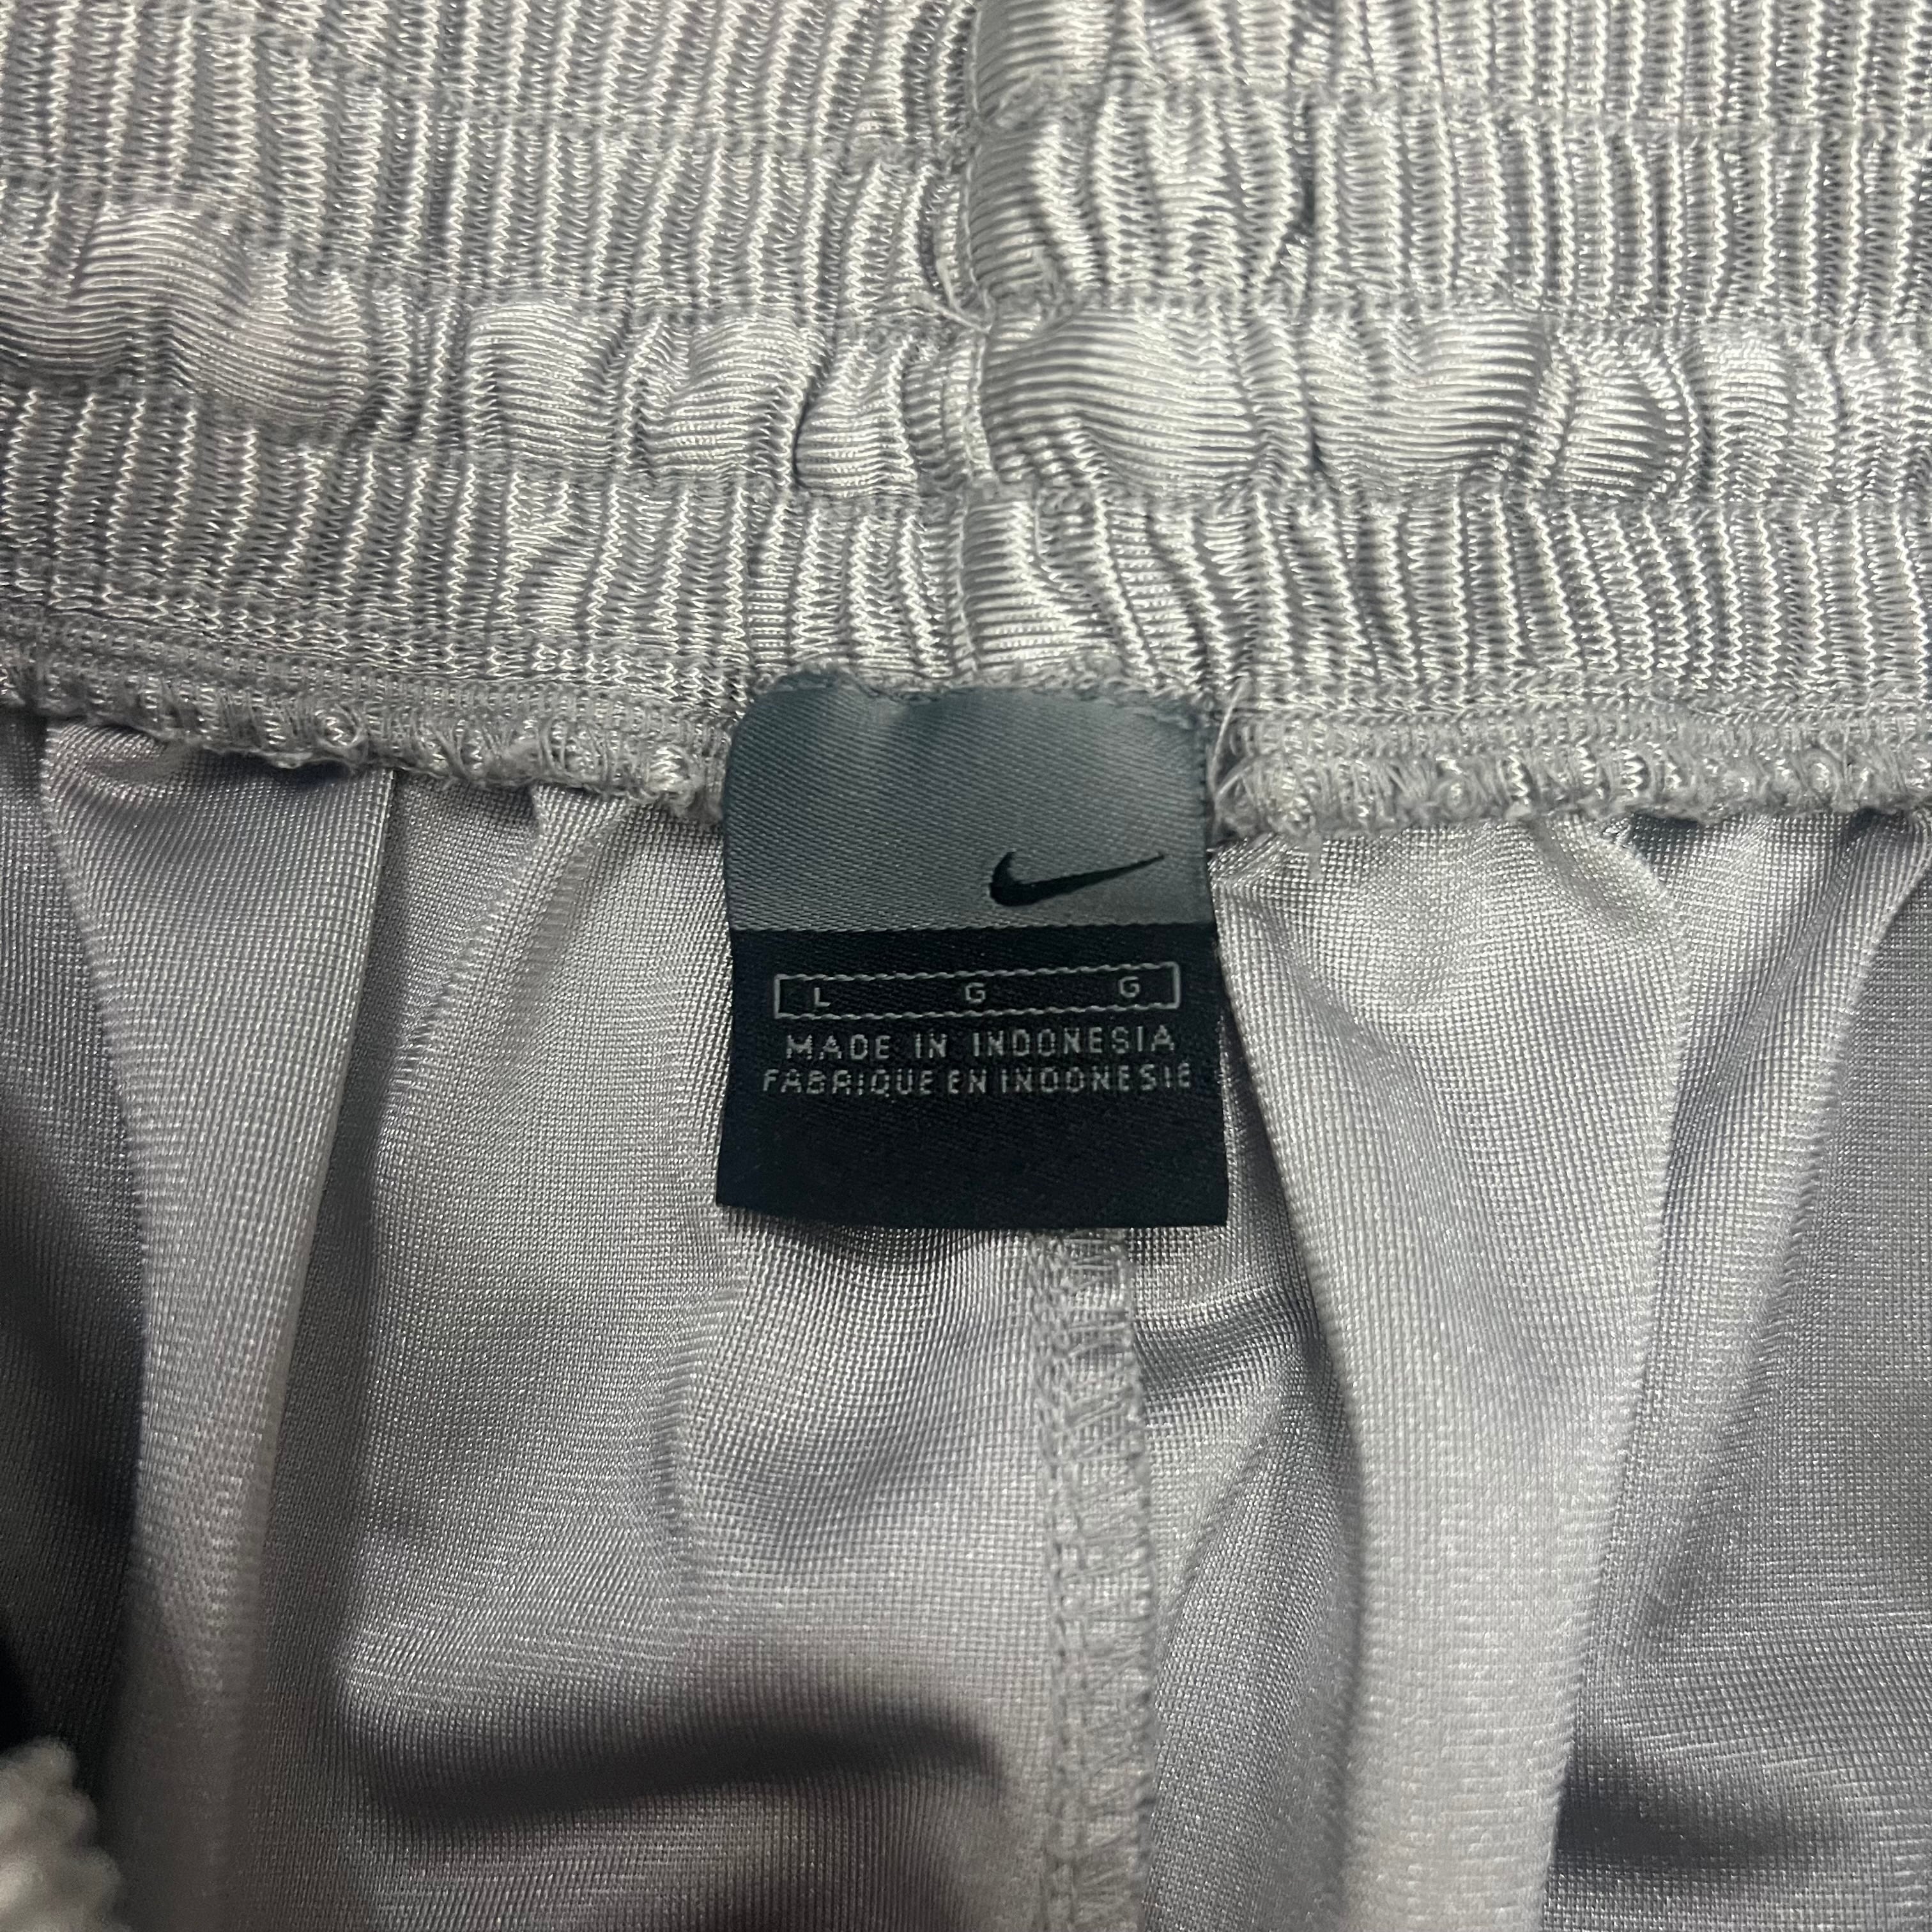 L G G
MADE IN INDONESIA
FABRIQUE EN INDONESIE